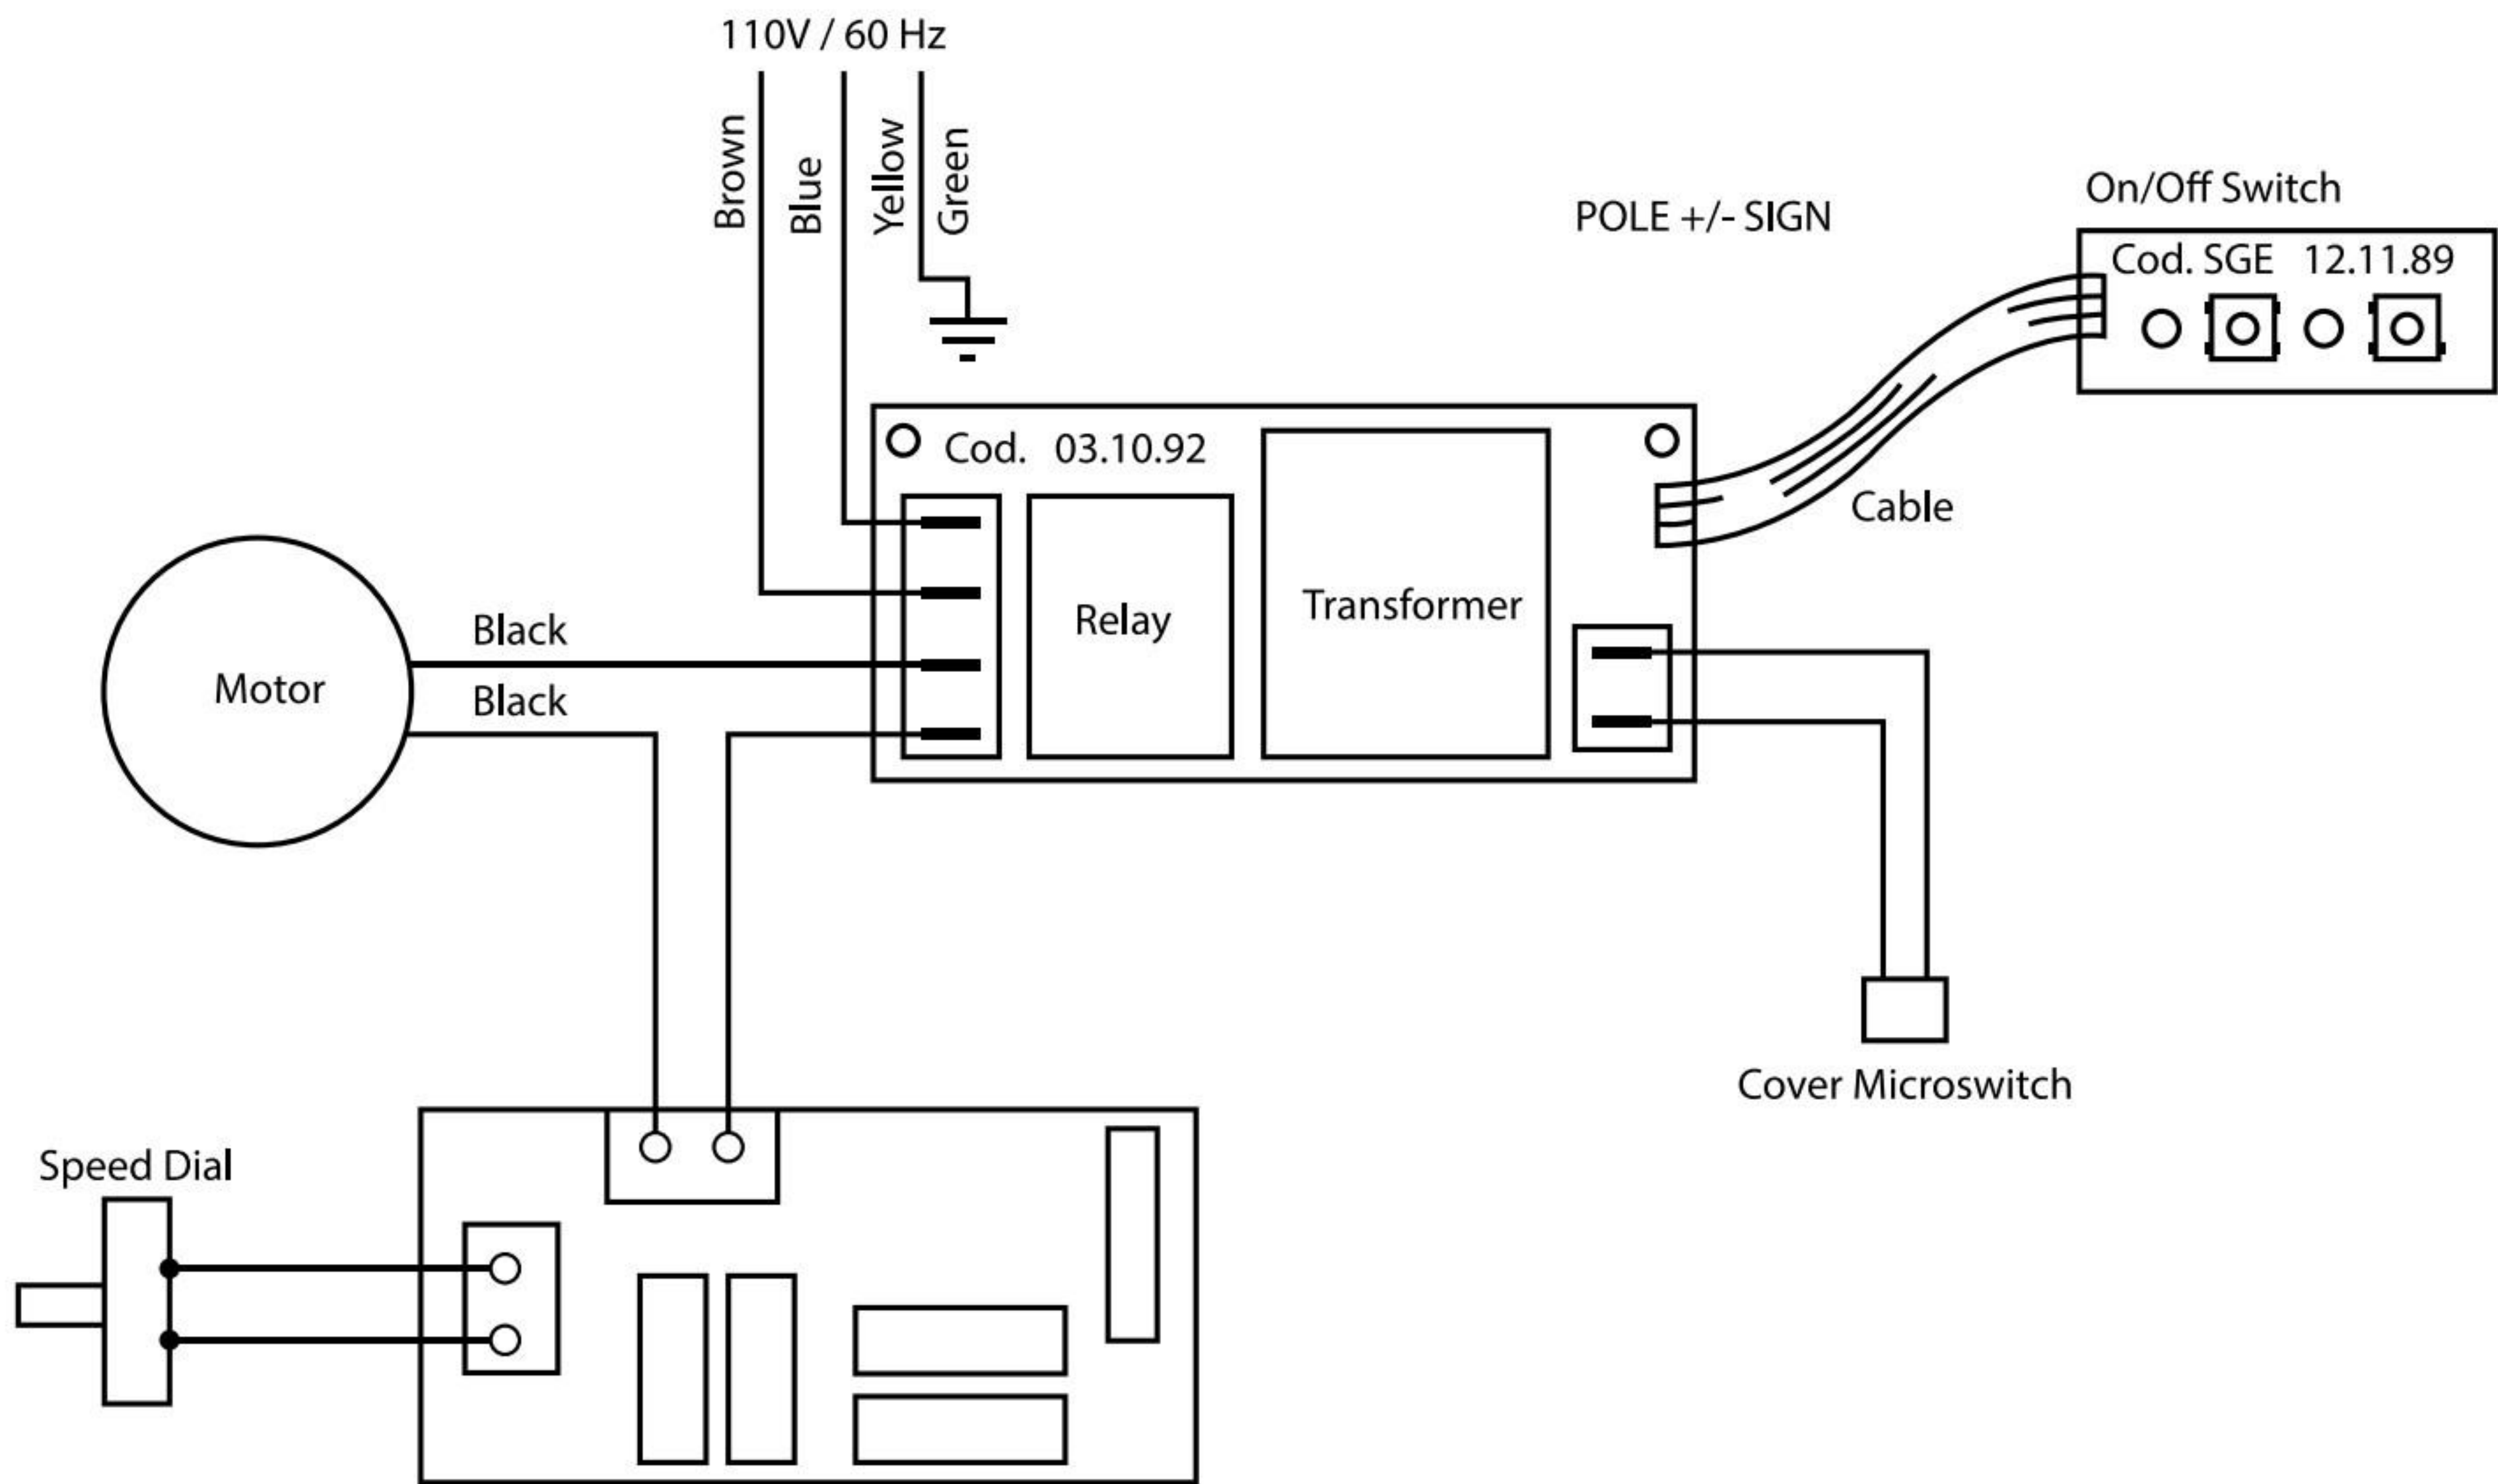 110V / 60 Hz
Brown
Blue
Yellow
Green
POLE +/- SIGN
On/Off Switch
Cod. SGE 12.11.89
Cod. 03.10.92
Relay
Transformer
Cable
Motor
Black
Black
Cover Microswitch
Speed Dial